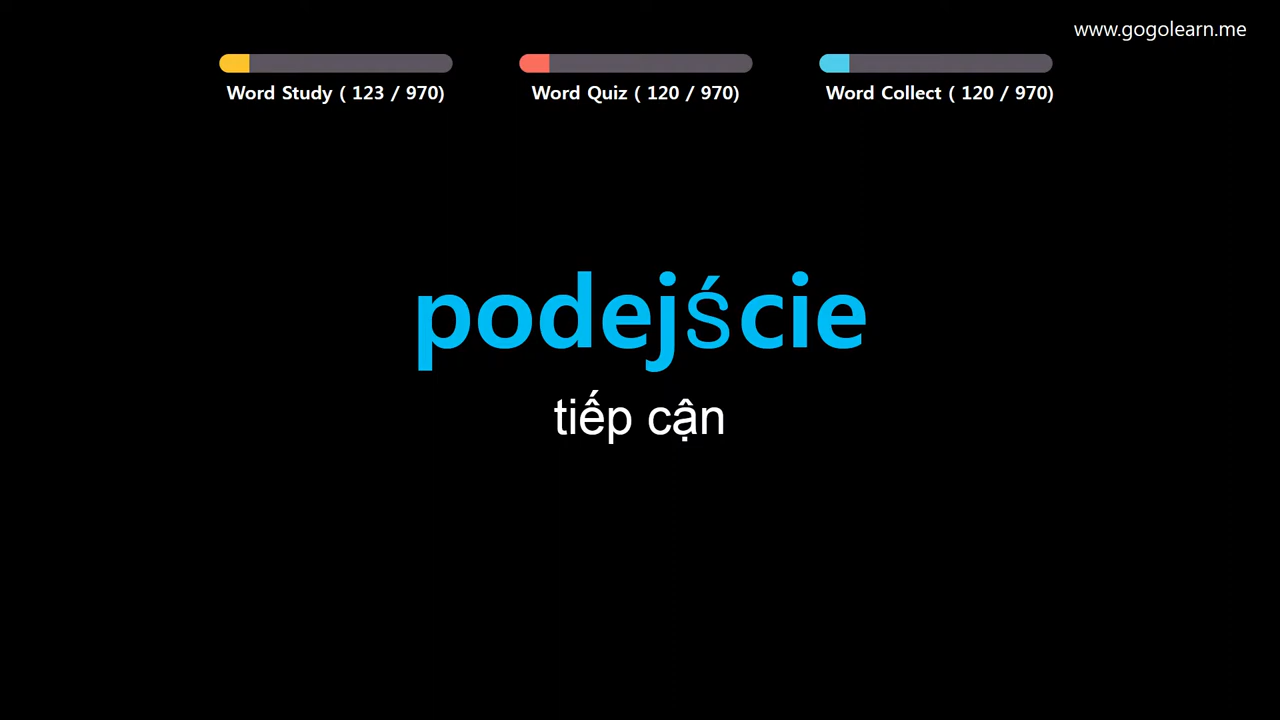 www.gogolearn.me
Word Study ( 123 / 970)
Word Quiz ( 120 / 970)
Word Collect ( 120 / 970)
podejście
tiếp cận